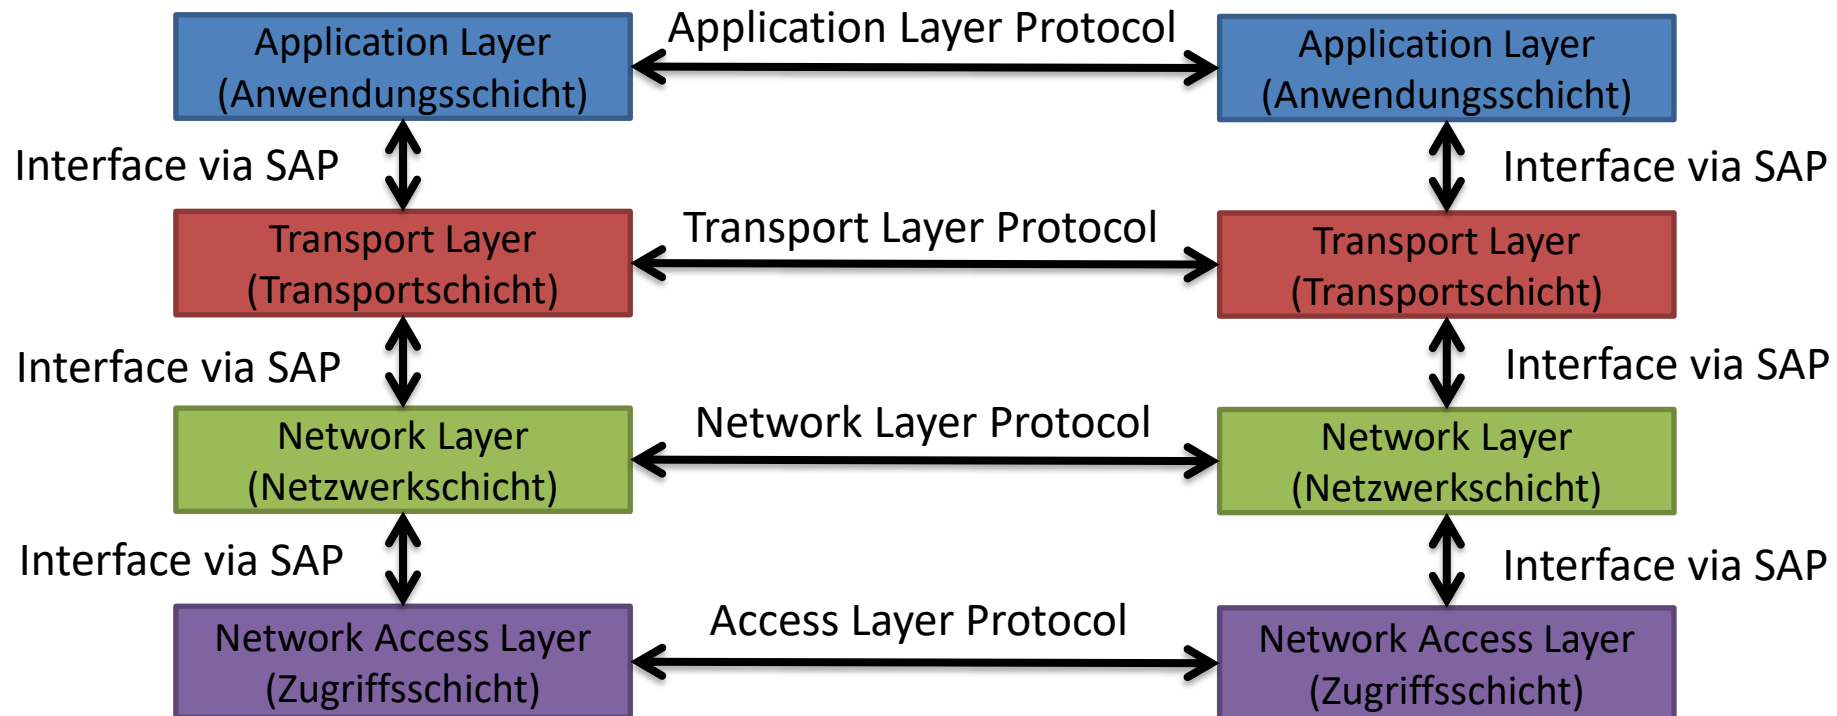 Application Layer
(Anwendungsschicht)
Application Layer Protocol
Application Layer
(Anwendungsschicht)
Interface via SAP
Interface via SAP
Transport Layer
(Transportschicht)
Transport Layer Protocol
Transport Layer
(Transportschicht)
Interface via SAP
Interface via SAP
Network Layer
(Netzwerkschicht)
Network Layer Protocol
Network Layer
(Netzwerkschicht)
Interface via SAP
Interface via SAP
Network Access Layer
(Zugriffsschicht)
Access Layer Protocol
Network Access Layer
(Zugriffsschicht)